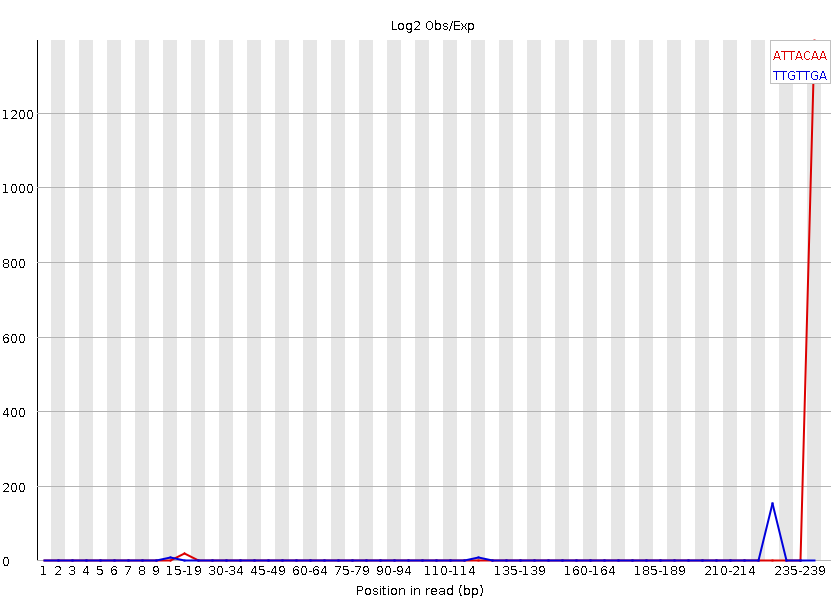 Log2 Obs/Exp
ATTACAA
TTGTTGA
1200
1000
800
600
400
200
0
1 2 3 4 5 6 7 8 9 15-19 30-34 45-49 60-64 75-79 90-94 110-114 135-139 160-164 185-189 210-214 235-239
Position in read (bp)